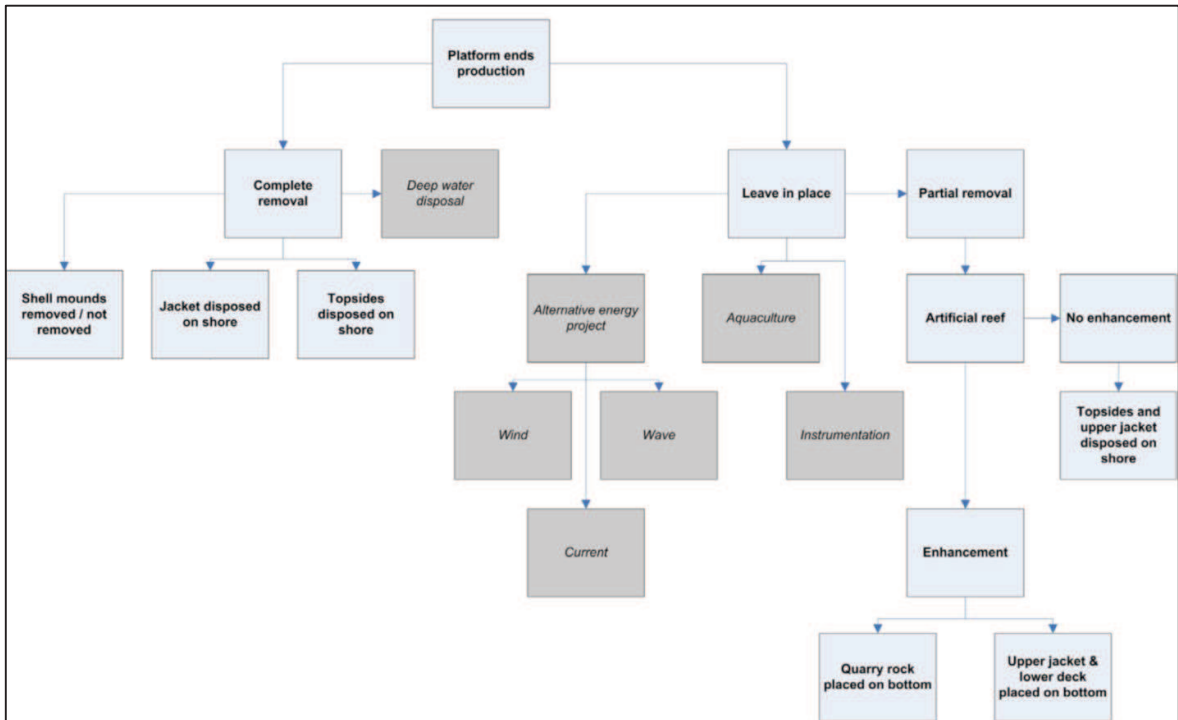 Platform ends
production
Complete
removal
Deep water
disposal
Leave in place
Partial removal
Shell mounds
removed / not
removed
Jacket disposed
on shore
Topsides
disposed on
shore
Alternative energy
project
Aquaculture
Artificial reef
No enhancement
Wind
Wave
Instrumentation
Topsides and
upper jacket
disposed on
shore
Current
Enhancement
Quarry rock
placed on bottom
Upper jacket &
lower deck
placed on bottom